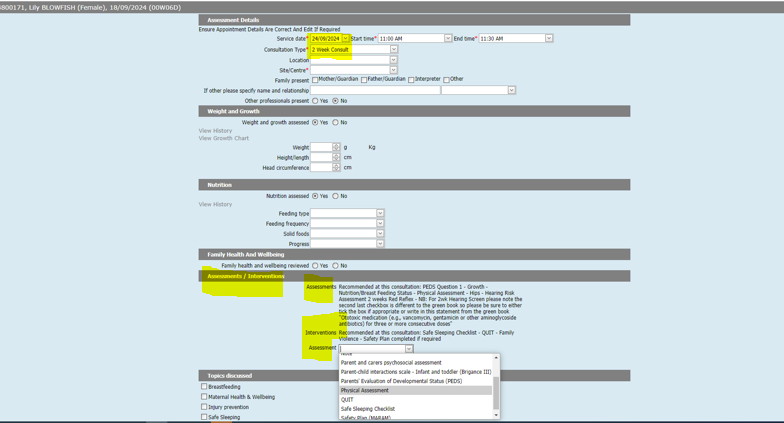 8800171, Lily BLOWFISH (Female), 18/09/2024 (00W06D)
Assessment Details
Ensure Appointment Details Are Correct And Edit If Required
Service date* 24/09/2024 Start time* 11:00 AM End time* 11:30 AM
Consultation Type* 2 Week Consult
Location
Site/Centre*
Family present Mother/Guardian Father/Guardian Interpreter Other
If other please specify name and relationship
Other professionals present Yes No
Weight and Growth
Weight and growth assessed Yes No
View History
View Growth Chart
Weight g Kg
Height/length cm
Head circumference cm
Nutrition
Nutrition assessed Yes No
View History
Feeding type
Feeding frequency
Solid foods
Progress
Family Health And Wellbeing
Family health and wellbeing reviewed Yes No
Assessments / Interventions
Assessments Recommended at this consultation: PEDS Question 1 - Growth -
Nutrition/Breast Feeding Status - Physical Assessment - Hips - Hearing Risk
Assessment 2 weeks Red Reflex - NB: For 2wk Hearing Screen please note the
second last checkbox is different to the green book so please be sure to either
tick the box if appropriate or write in this statement from the green book
"Ototoxic medication (e.g., vancomycin, gentamicin or other aminoglycoside
antibiotics) for three or more consecutive doses"
Interventions Recommended at this consultation: Safe Sleeping Checklist - QUIT - Family
Violence - Safety Plan completed if required
Assessment
Note
Parent and carers psychosocial assessment
Parent-child interactions scale - Infant and toddler (Brigance III)
Parents' Evaluation of Developmental Status (PEDS)
Physical Assessment
QUIT
Safe Sleeping Checklist
Safety Plan (MARAM)
Topics discussed
Breastfeeding
Maternal Health & Wellbeing
Injury prevention
Safe Sleeping